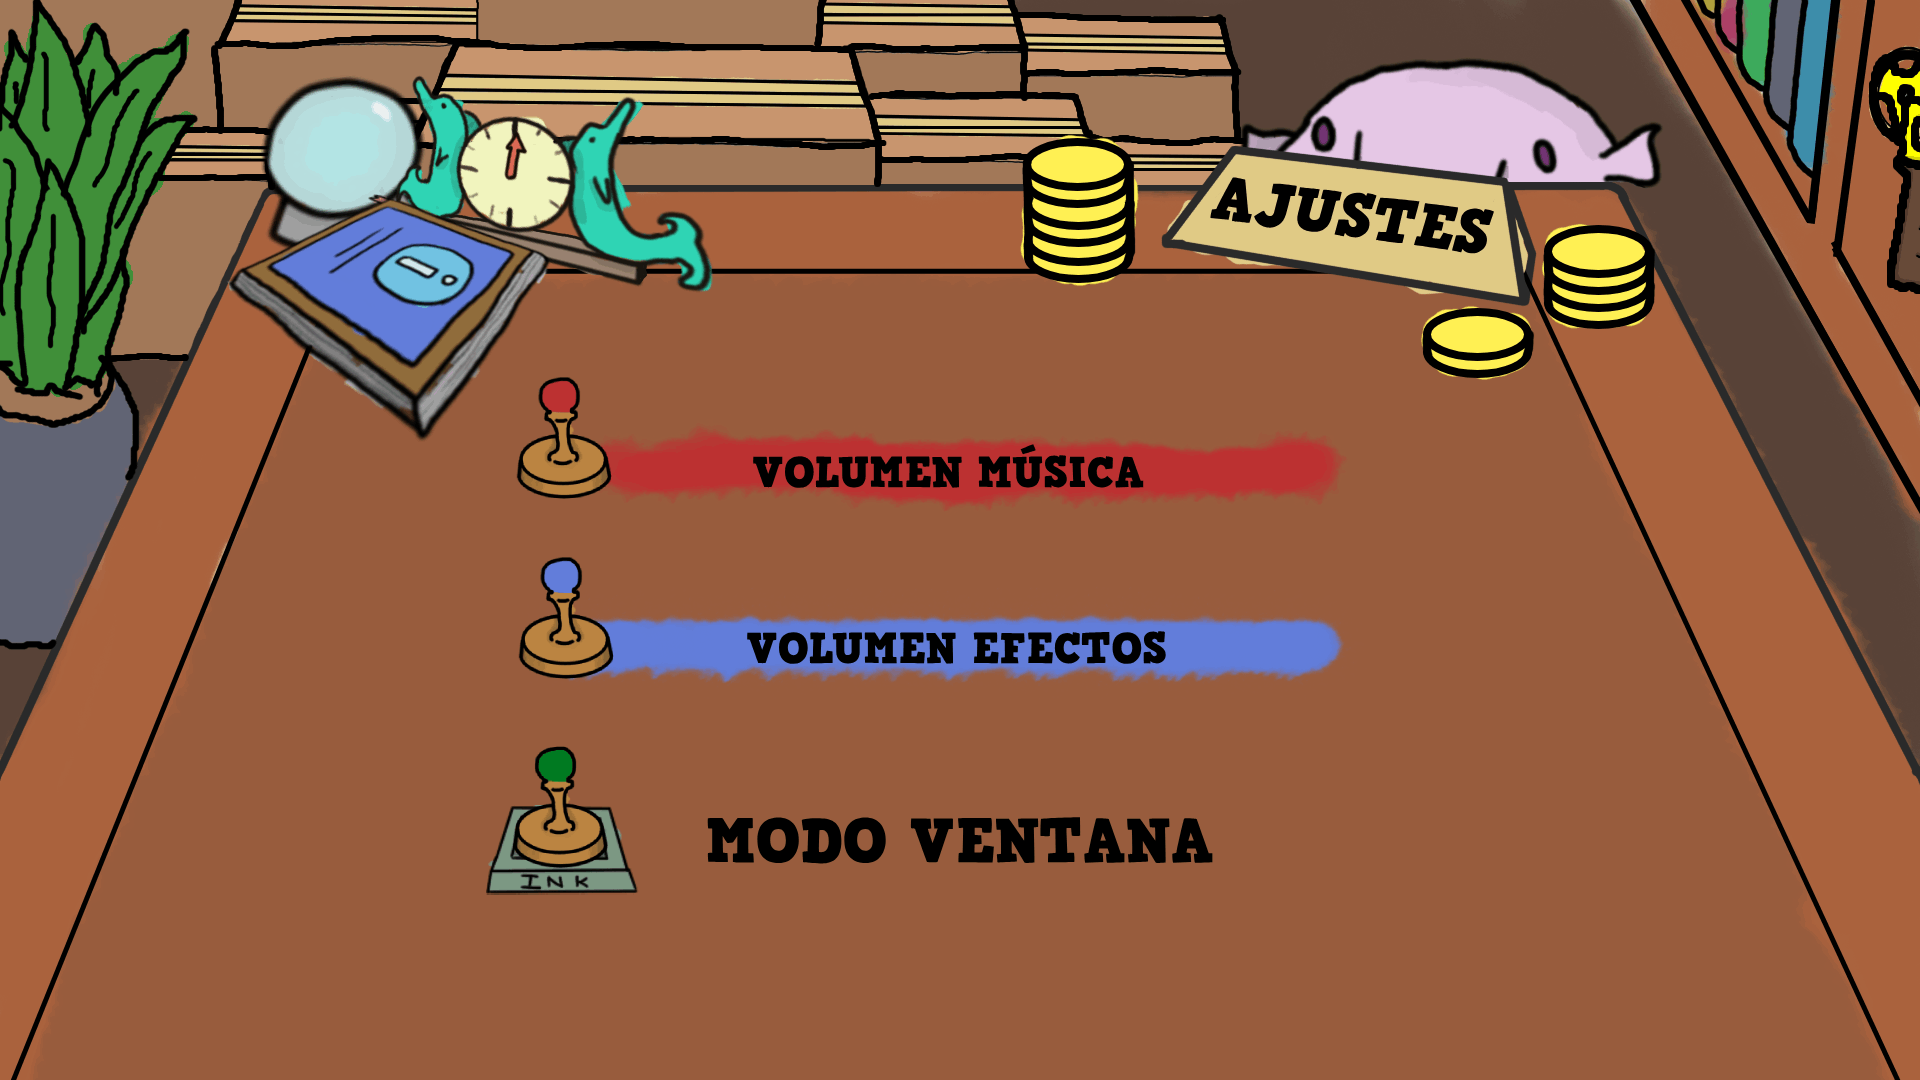 AJUSTES
VOLUMEN MÚSICA
VOLUMEN EFECTOS
MODO VENTANA
INK